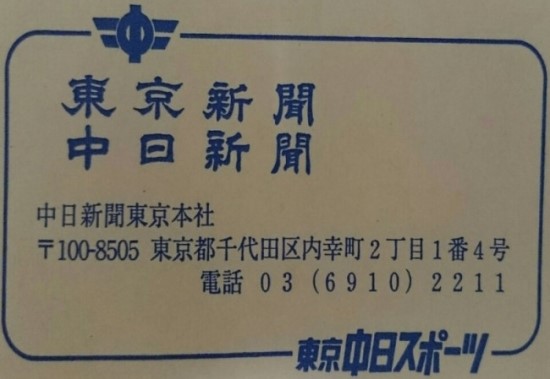 東京新聞
中日新聞
中日新聞東京本社
〒100-8505 東京都千代田区内幸町2丁目1番4号
電話 03(6910)2211
東京中日スポーツ